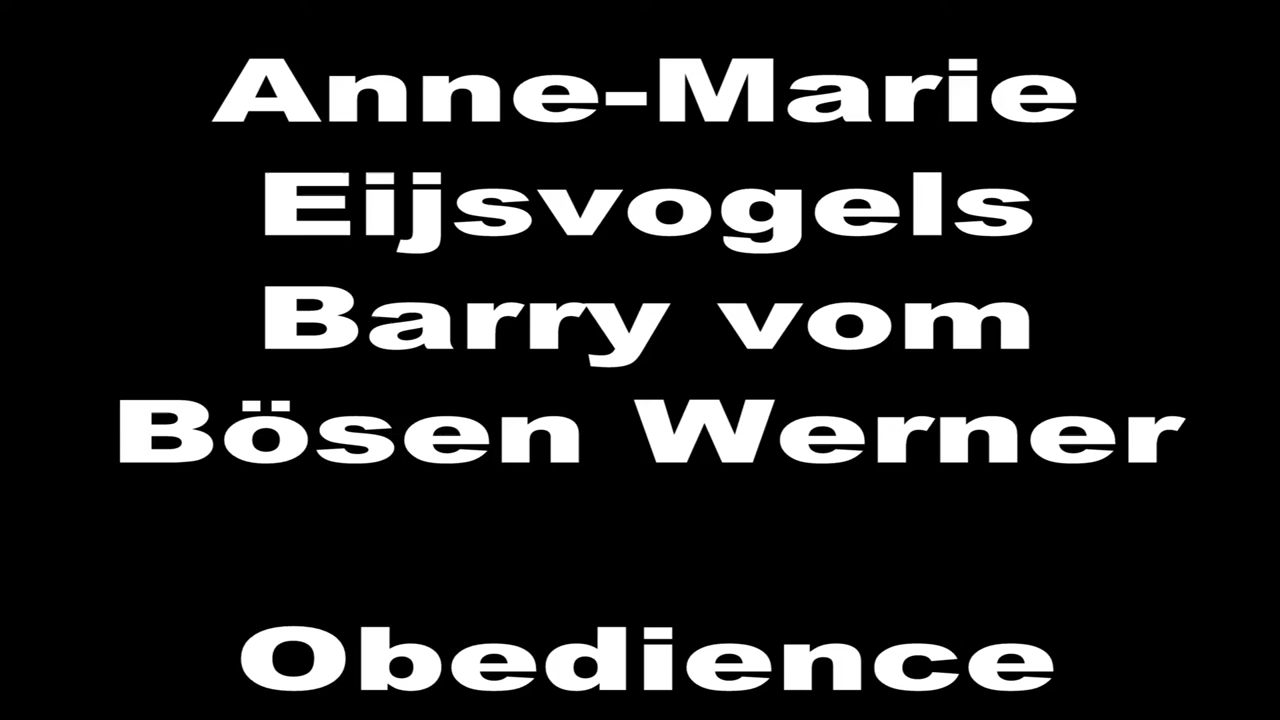 Anne-Marie
Eijsvogels
Barry vom
Bösen Werner
Obedience